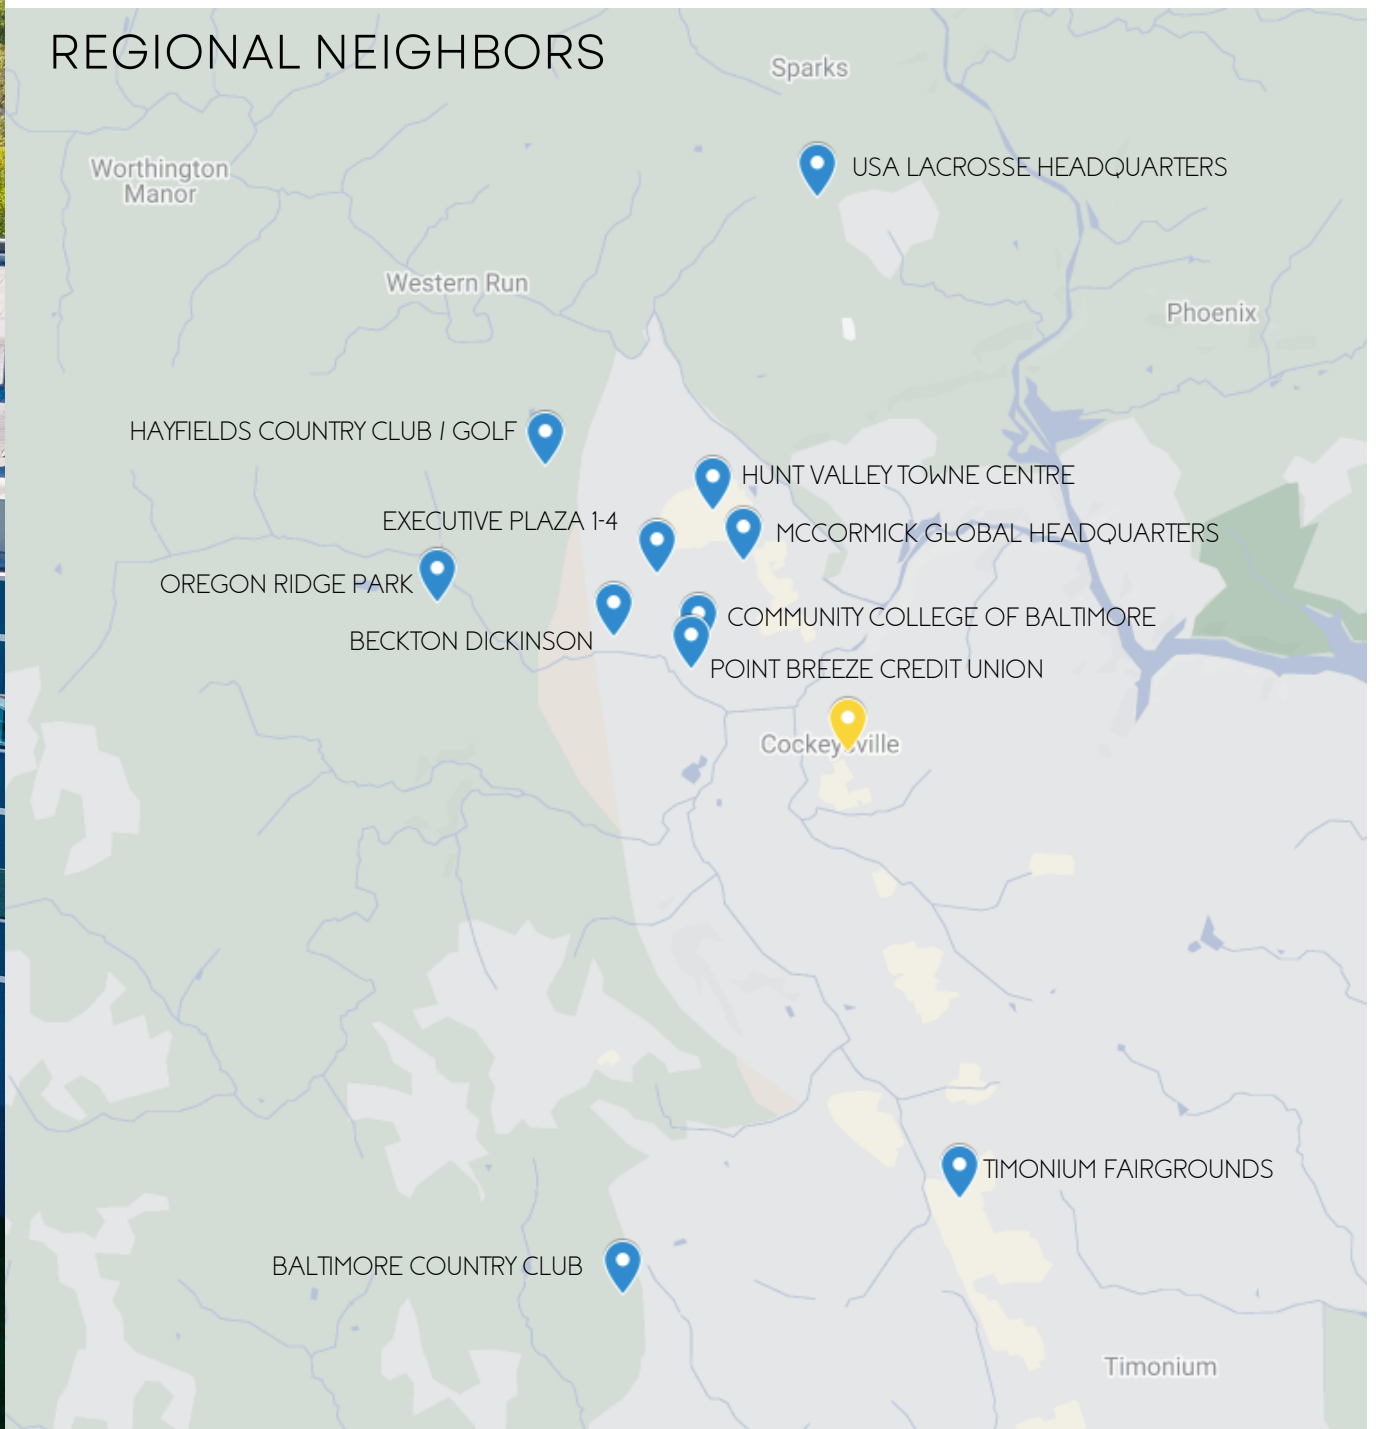 REGIONAL NEIGHBORS
Sparks
USA LACROSSE HEADQUARTERS
Worthington
Manor
Western Run
Phoenix
HAYFIELDS COUNTRY CLUB / GOLF
HUNT VALLEY TOWNE CENTRE
EXECUTIVE PLAZA 1-4
MCCORMICK GLOBAL HEADQUARTERS
OREGON RIDGE PARK
COMMUNITY COLLEGE OF BALTIMORE
BECKTON DICKINSON
POINT BREEZE CREDIT UNION
Cockeysville
TIMONIUM FAIRGROUNDS
BALTIMORE COUNTRY CLUB
Timonium